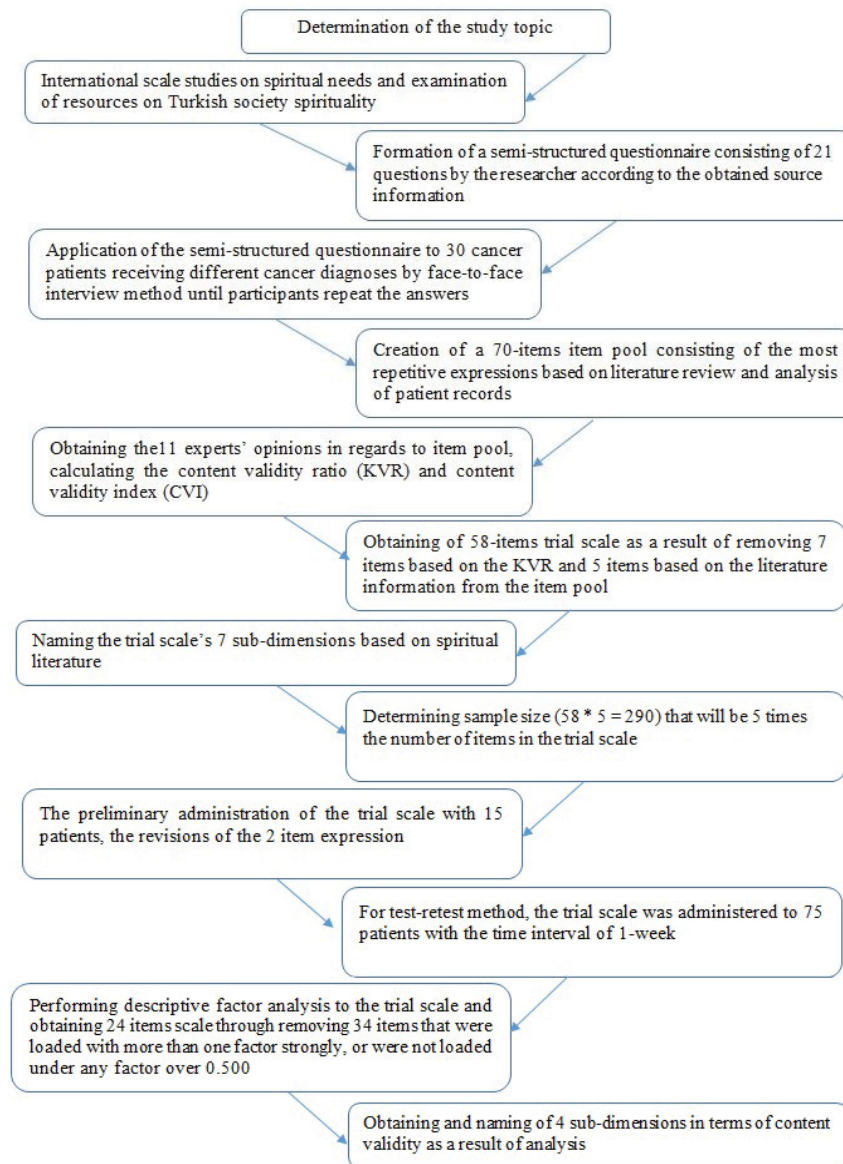 Determination of the study topic
International scale studies on spiritual needs and examination
of resources on Turkish society spirituality
Formation of a semi-structured questionnaire consisting of 21
questions by the researcher according to the obtained source
information
Application of the semi-structured questionnaire to 30 cancer
patients receiving different cancer diagnoses by face-to-face
interview method until participants repeat the answers
Creation of a 70-items item pool consisting of the most
repetitive expressions based on literature review and analysis
of patient records
Obtaining the11 experts’ opinions in regards to item pool,
calculating the content validity ratio (KVR) and content
validity index (CVI)
Obtaining of 58-items trial scale as a result of removing 7
items based on the KVR and 5 items based on the literature
information from the item pool
Naming the trial scale’s 7 sub-dimensions based on spiritual
literature
Determining sample size (58 * 5 = 290) that will be 5 times
the number of items in the trial scale
The preliminary administration of the trial scale with 15
patients, the revisions of the 2 item expression
For test-retest method, the trial scale was administered to 75
patients with the time interval of 1-week
Performing descriptive factor analysis to the trial scale and
obtaining 24 items scale through removing 34 items that were
loaded with more than one factor strongly, or were not loaded
under any factor over 0.500
Obtaining and naming of 4 sub-dimensions in terms of content
validity as a result of analysis